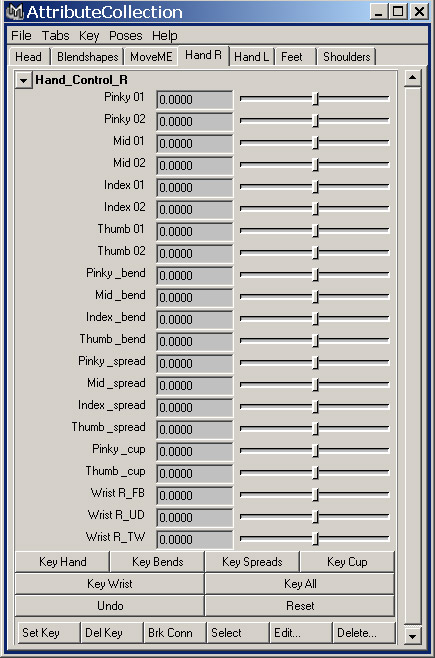 AttributeCollection
File Tabs Key Poses Help
Head Blendshapes MoveME Hand R Hand L Feet Shoulders
Hand_Control_R
Pinky 01 0.0000
Pinky 02 0.0000
Mid 01 0.0000
Mid 02 0.0000
Index 01 0.0000
Index 02 0.0000
Thumb 01 0.0000
Thumb 02 0.0000
Pinky _bend 0.0000
Mid _bend 0.0000
Index _bend 0.0000
Thumb _bend 0.0000
Pinky _spread 0.0000
Mid _spread 0.0000
Index _spread 0.0000
Thumb _spread 0.0000
Pinky _cup 0.0000
Thumb _cup 0.0000
Wrist R_FB 0.0000
Wrist R_UD 0.0000
Wrist R_TW 0.0000
Key Hand Key Bends Key Spreads Key Cup
Key Wrist Key All
Undo Reset
Set Key Del Key Brk Conn Select Edit... Delete...